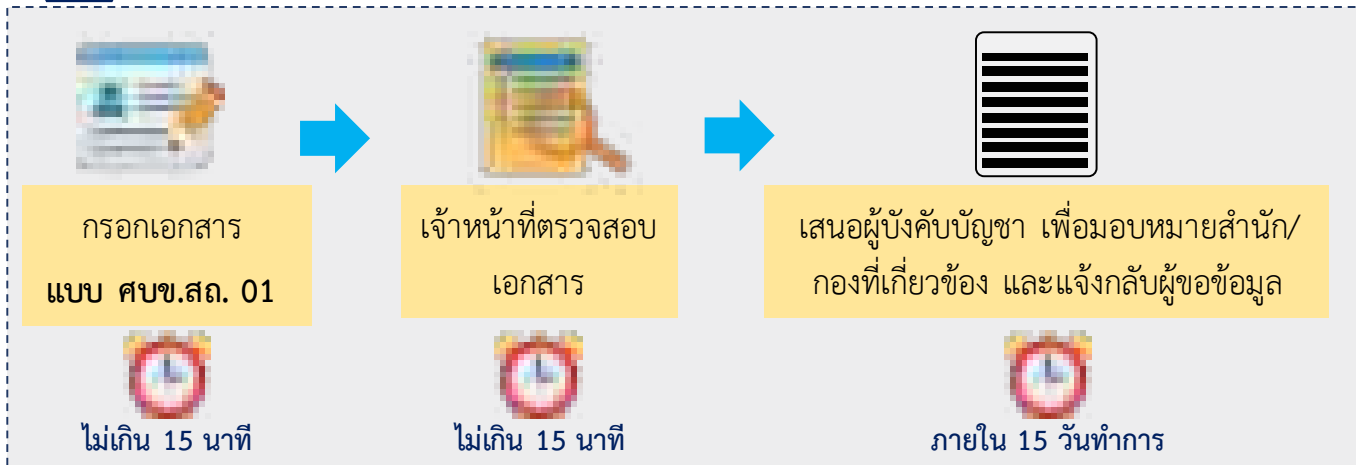 กรอกเอกสาร
แบบ ศบข.สถ. 01
เจ้าหน้าที่ตรวจสอบ
เอกสาร
เสนอผู้บังคับบัญชา เพื่อมอบหมายสำนัก/
กองที่เกี่ยวข้อง และแจ้งกลับผู้ขอข้อมูล
ไม่เกิน 15 นาที
ไม่เกิน 15 นาที
ภายใน 15 วันทำการ